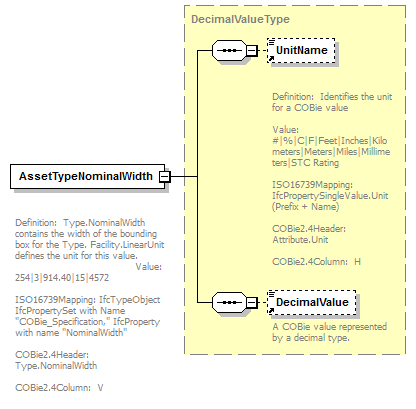 DecimalValueType
UnitName
Definition:  Identifies the unit
for a COBie value
Value:
#|%|C|F|Feet|Inches|Kilo
meters|Meters|Miles|Millime
ters|STC Rating
ISO16739Mapping:
IfcPropertySingleValue.Unit
(Prefix + Name)
COBie2.4Header:
Attribute.Unit
COBie2.4Column:  H
AssetTypeNominalWidth
Definition:  Type.NominalWidth
contains the width of the bounding
box for the Type. Facility.LinearUnit
defines the unit for this value.
Value:
254|3|914.40|15|4572
ISO16739Mapping: IfcTypeObject
IfcPropertySet with Name
"COBie_Specification," IfcProperty
with name "NominalWidth"
COBie2.4Header:
Type.NominalWidth
COBie2.4Column:  V
DecimalValue
A COBie value represented
by a decimal type.